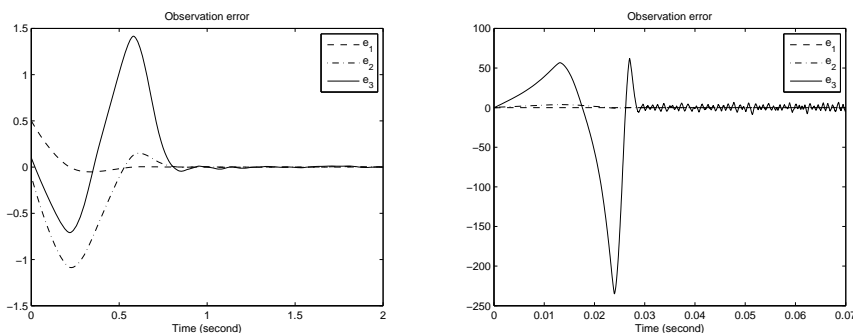 Observation error
1.5
1
0.5
0
−0.5
−1
−1.5
0 0.5 1 1.5 2
Time (second)
e1
e2
e3
Observation error
100
50
0
−50
−100
−150
−200
−250
0 0.01 0.02 0.03 0.04 0.05 0.06 0.07
Time (second)
e1
e2
e3